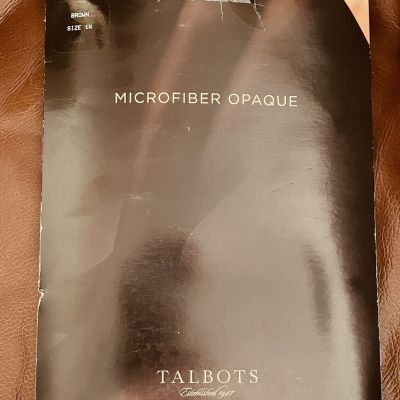 BROWN
SIZE 1X
MICROFIBER OPAQUE
TALBOTS
Established 1947